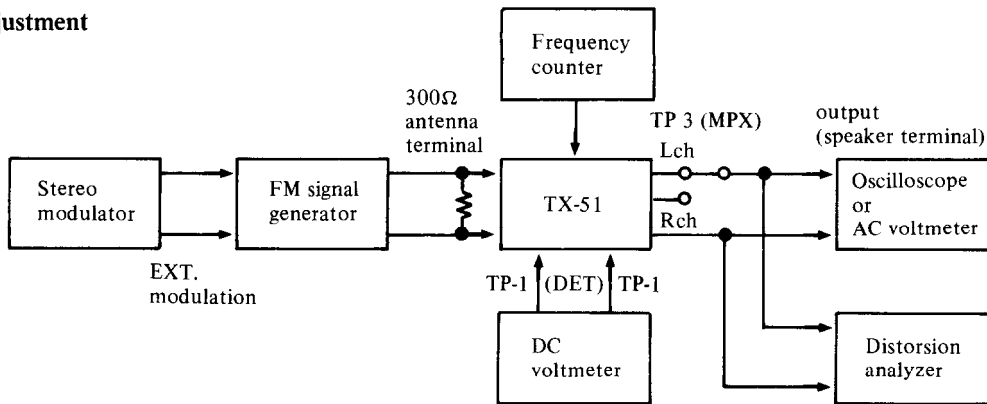 justment
Frequency
counter
300Ω
antenna
terminal
TP 3 (MPX)
output
(speaker terminal)
Stereo
modulator
FM signal
generator
TX-51
Lch
Rch
Oscilloscope
or
AC voltmeter
EXT.
modulation
TP-1 (DET) TP-1
DC
voltmeter
Distorsion
analyzer